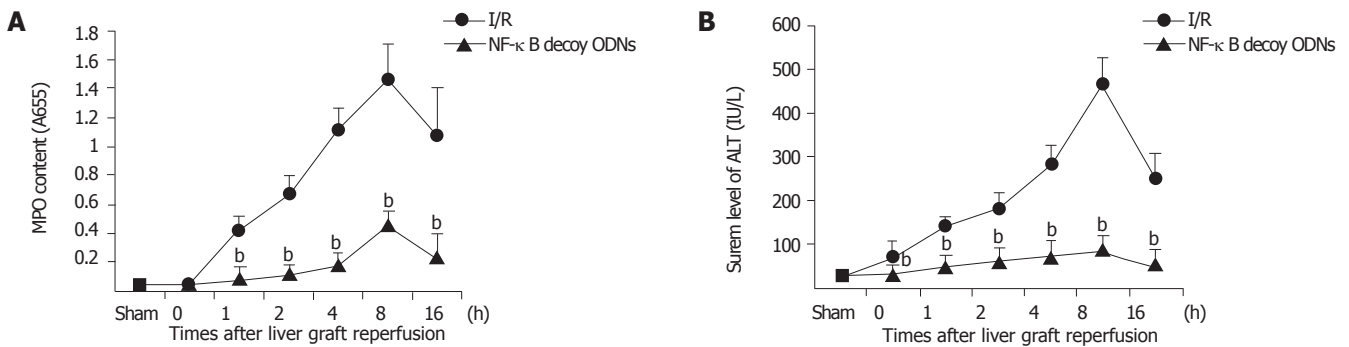 A
I/R
NF-κ B decoy ODNs
1.8
1.6
1.4
1.2
1
0.8
0.6
0.4
0.2
MPO content (A655)
b
b
b
b
b
Sham 0 1 2 4 8 16 (h)
Times after liver graft reperfusion
B
I/R
NF-κ B decoy ODNs
600
500
400
300
200
100
Surem level of ALT (IU/L)
b
b
b
b
b
b
Sham 0 1 2 4 8 16 (h)
Times after liver graft reperfusion